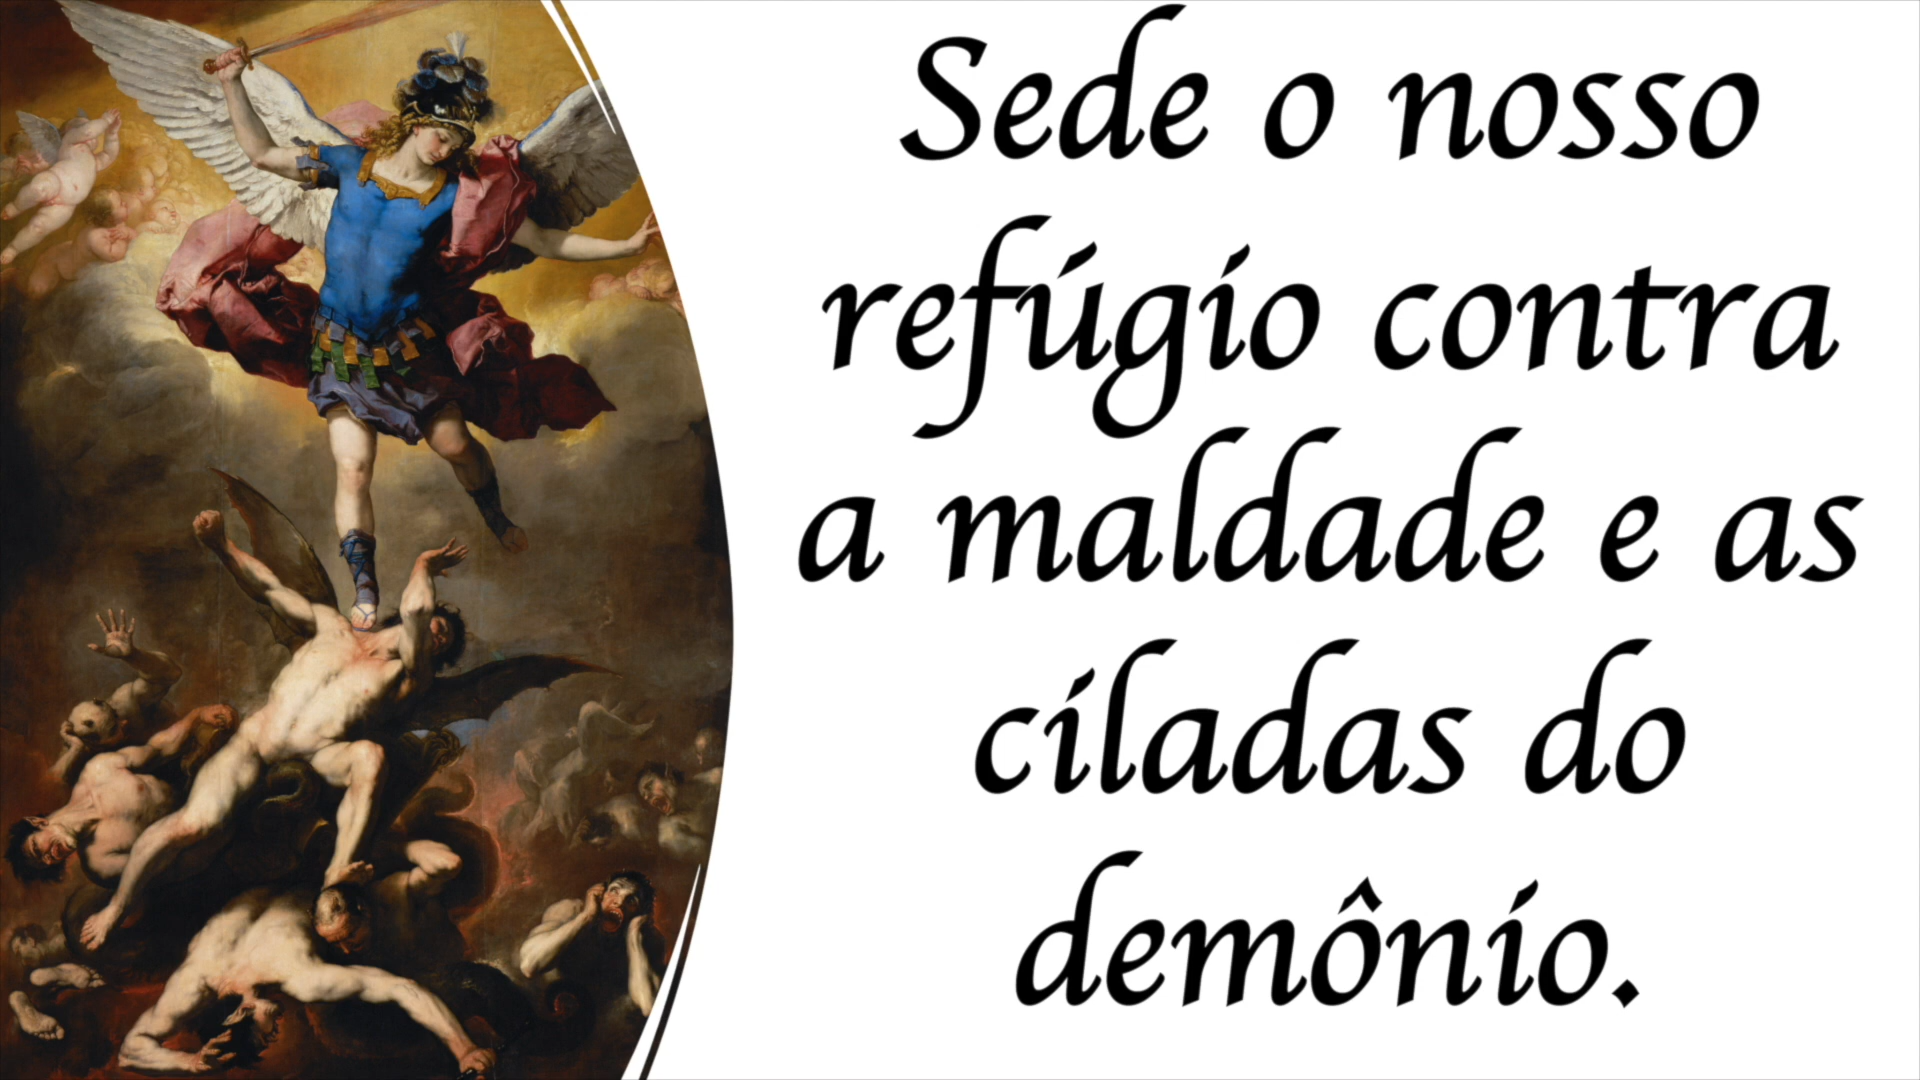 Sede o nosso
refúgio contra
a maldade e as
ciladas do
demônio.